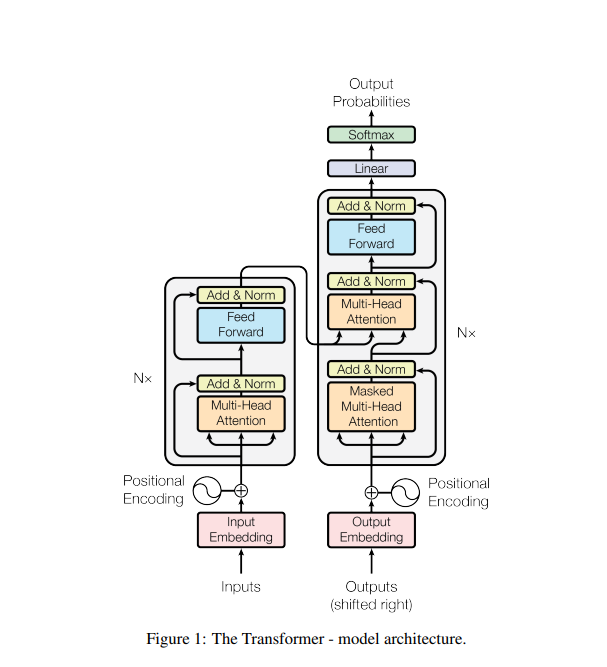 Output
Probabilities
Softmax
Linear
Add & Norm
Feed
Forward
Add & Norm
Multi-Head
Attention
Add & Norm
Masked
Multi-Head
Attention
Nx
Add & Norm
Feed
Forward
Add & Norm
Multi-Head
Attention
Nx
Positional
Encoding
Positional
Encoding
Input
Embedding
Output
Embedding
Inputs
Outputs
(shifted right)
Figure 1: The Transformer - model architecture.